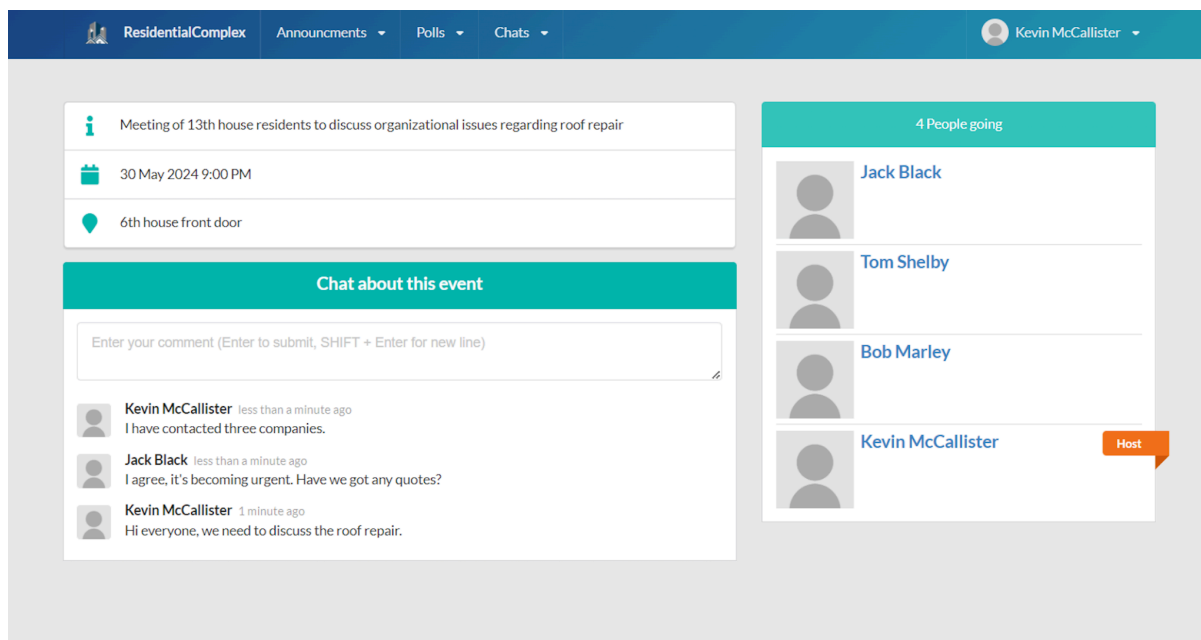 ResidentialComplex Announcments Polls Chats Kevin McCallister
Meeting of 13th house residents to discuss organizational issues regarding roof repair
30 May 2024 9:00 PM
6th house front door
Chat about this event
Enter your comment (Enter to submit, SHIFT + Enter for new line)
Kevin McCallister less than a minute ago
I have contacted three companies.
Jack Black less than a minute ago
I agree, it's becoming urgent. Have we got any quotes?
Kevin McCallister 1 minute ago
Hi everyone, we need to discuss the roof repair.
4 People going
Jack Black
Tom Shelby
Bob Marley
Kevin McCallister Host